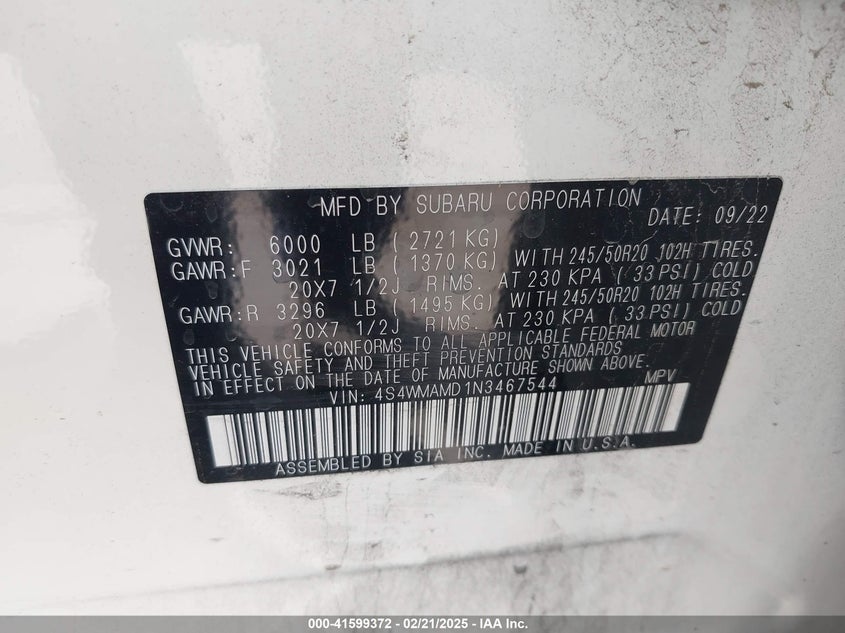 MFD BY SUBARU CORPORATION DATE: 09/22
GVWR: 6000 LB ( 2721 KG)
GAWR:F 3021 LB ( 1370 KG) WITH 245/50R20 102H TIRES.
20X7 1/2J RIMS. AT 230 KPA ( 33 PSI) COLD
GAWR:R 3296 LB ( 1495 KG) WITH 245/50R20 102H TIRES.
20X7 1/2J RIMS. AT 230 KPA ( 33 PSI) COLD
THIS VEHICLE CONFORMS TO ALL APPLICABLE FEDERAL MOTOR
VEHICLE SAFETY AND THEFT PREVENTION STANDARDS
IN EFFECT ON THE DATE OF MANUFACTURE SHOWN ABOVE.
VIN: 4S4WMAMD1N3467544 MPV
ASSEMBLED BY SIA INC. MADE IN U.S.A.
000-41599372 - 02/21/2025 - IAA Inc.